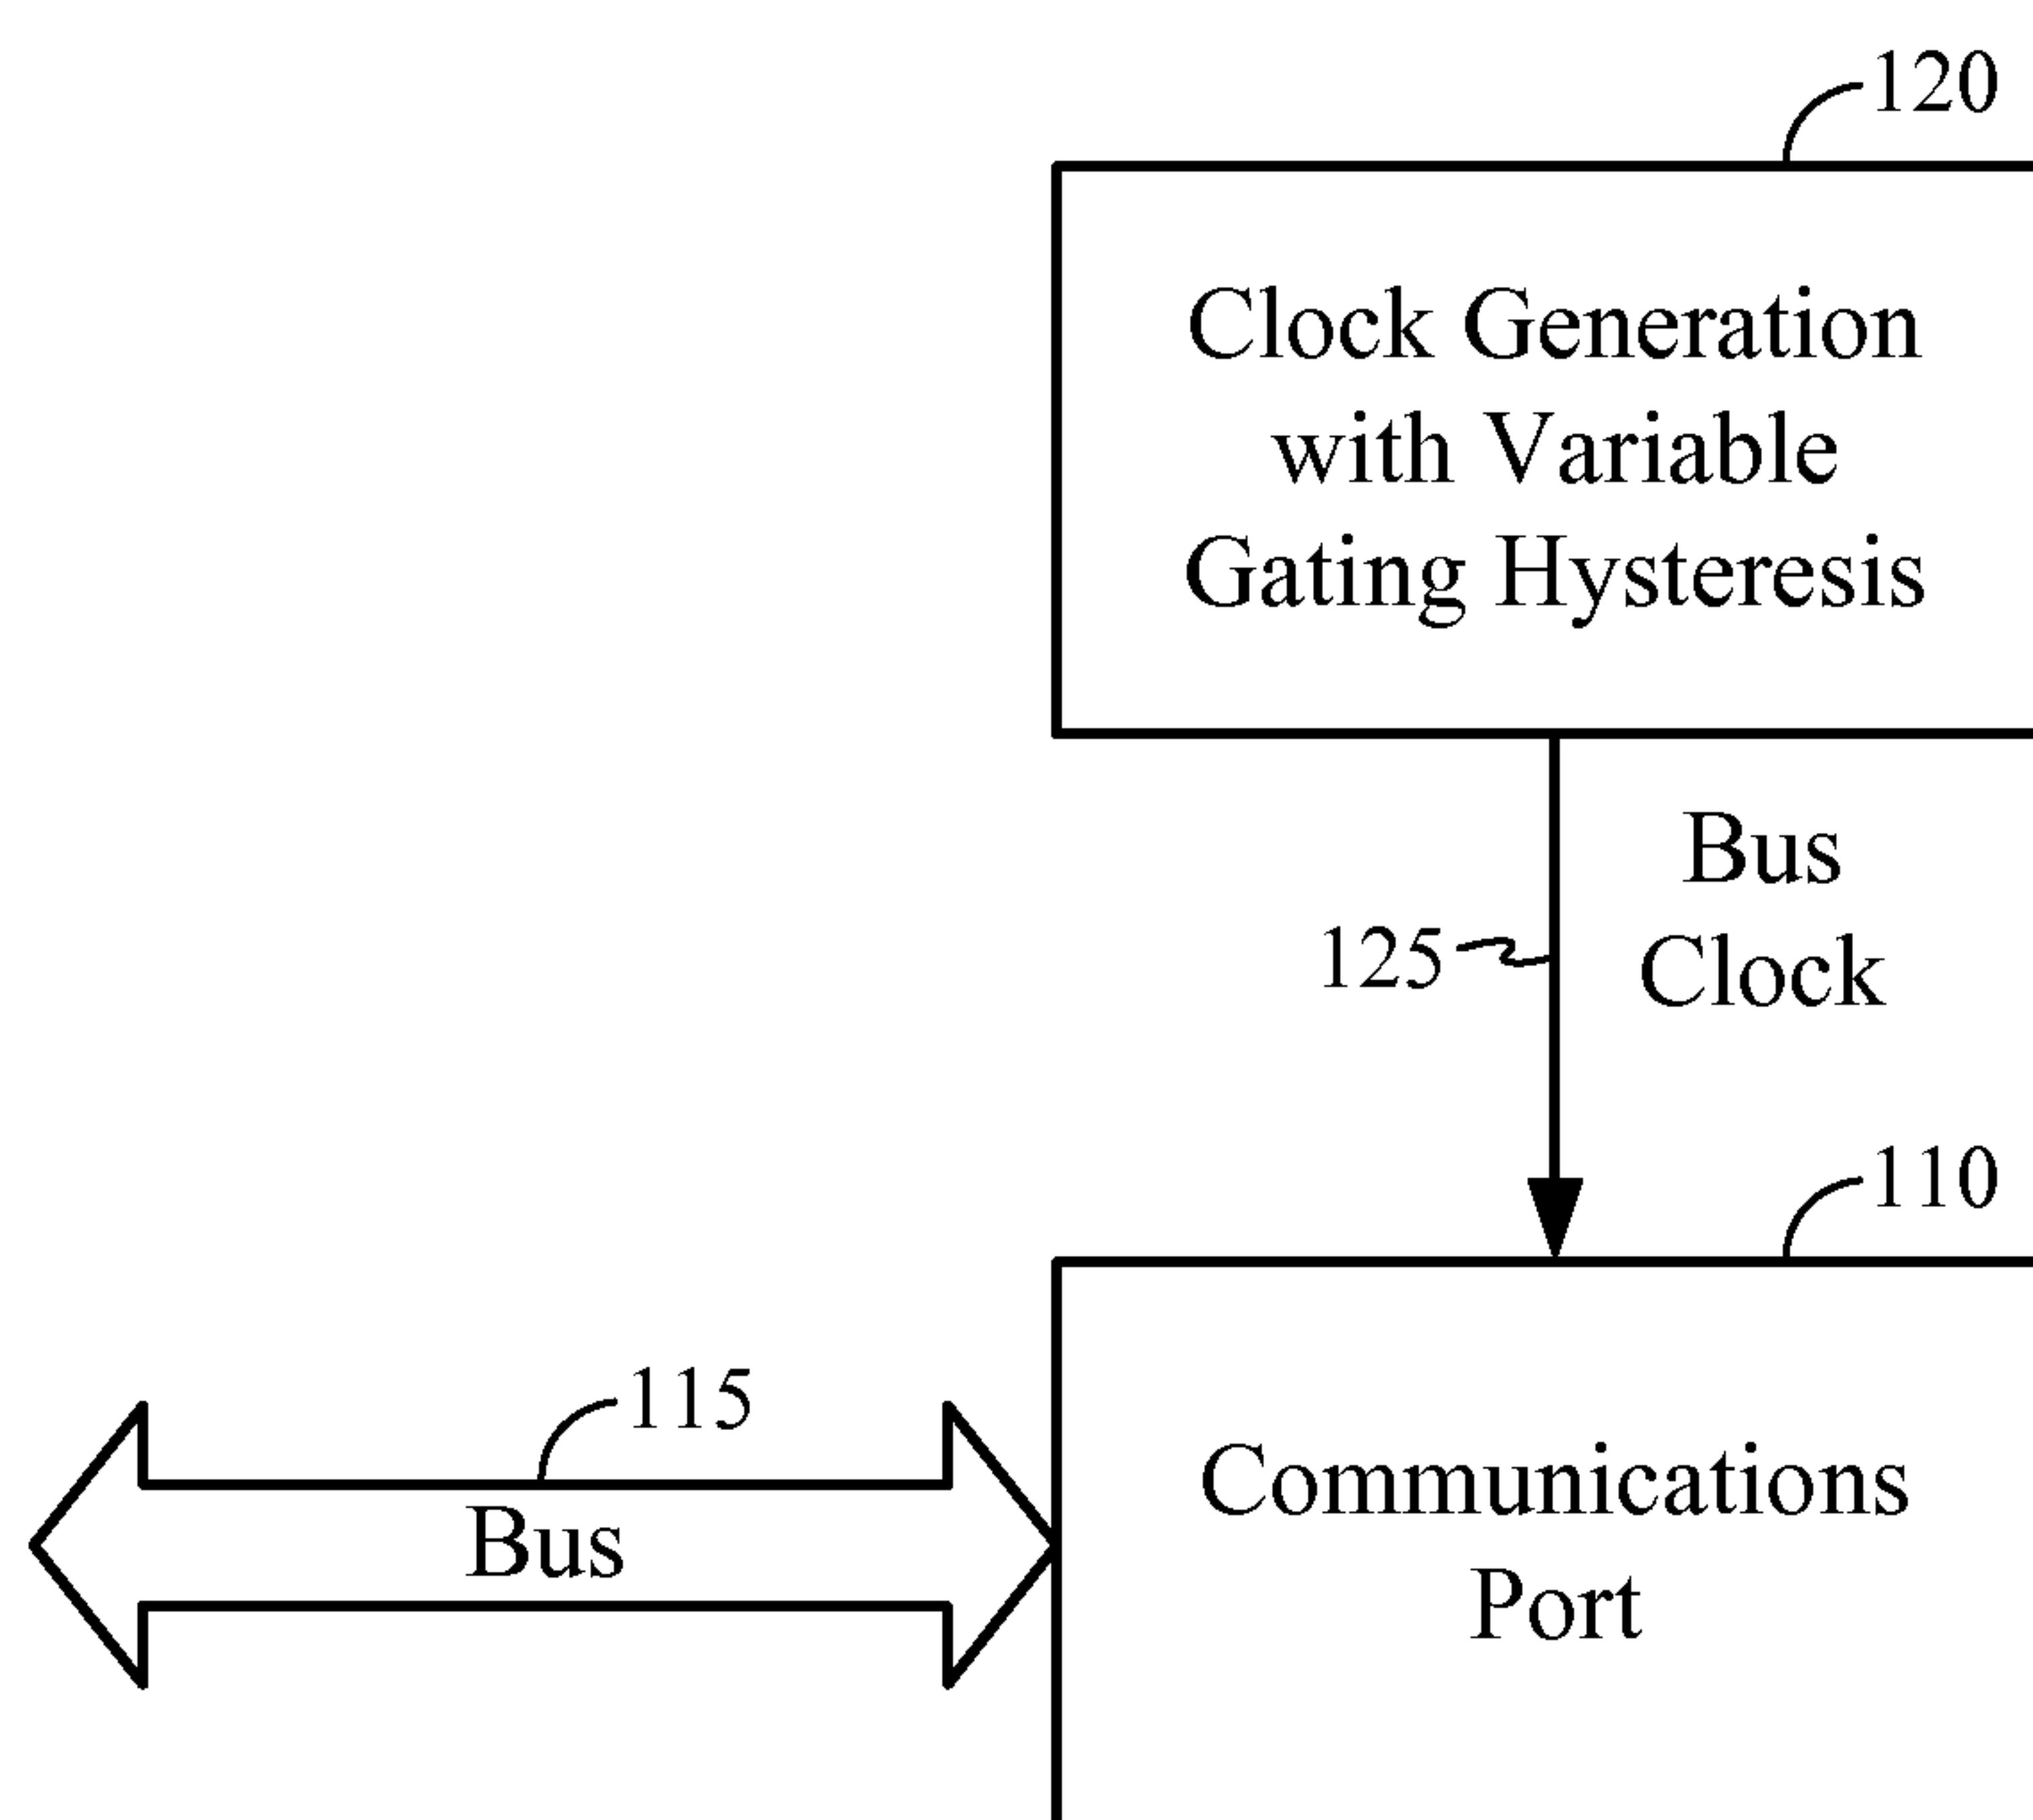 120
Clock Generation
with Variable
Gating Hysteresis
Bus
Clock
125
110
115
Bus
Communications
Port